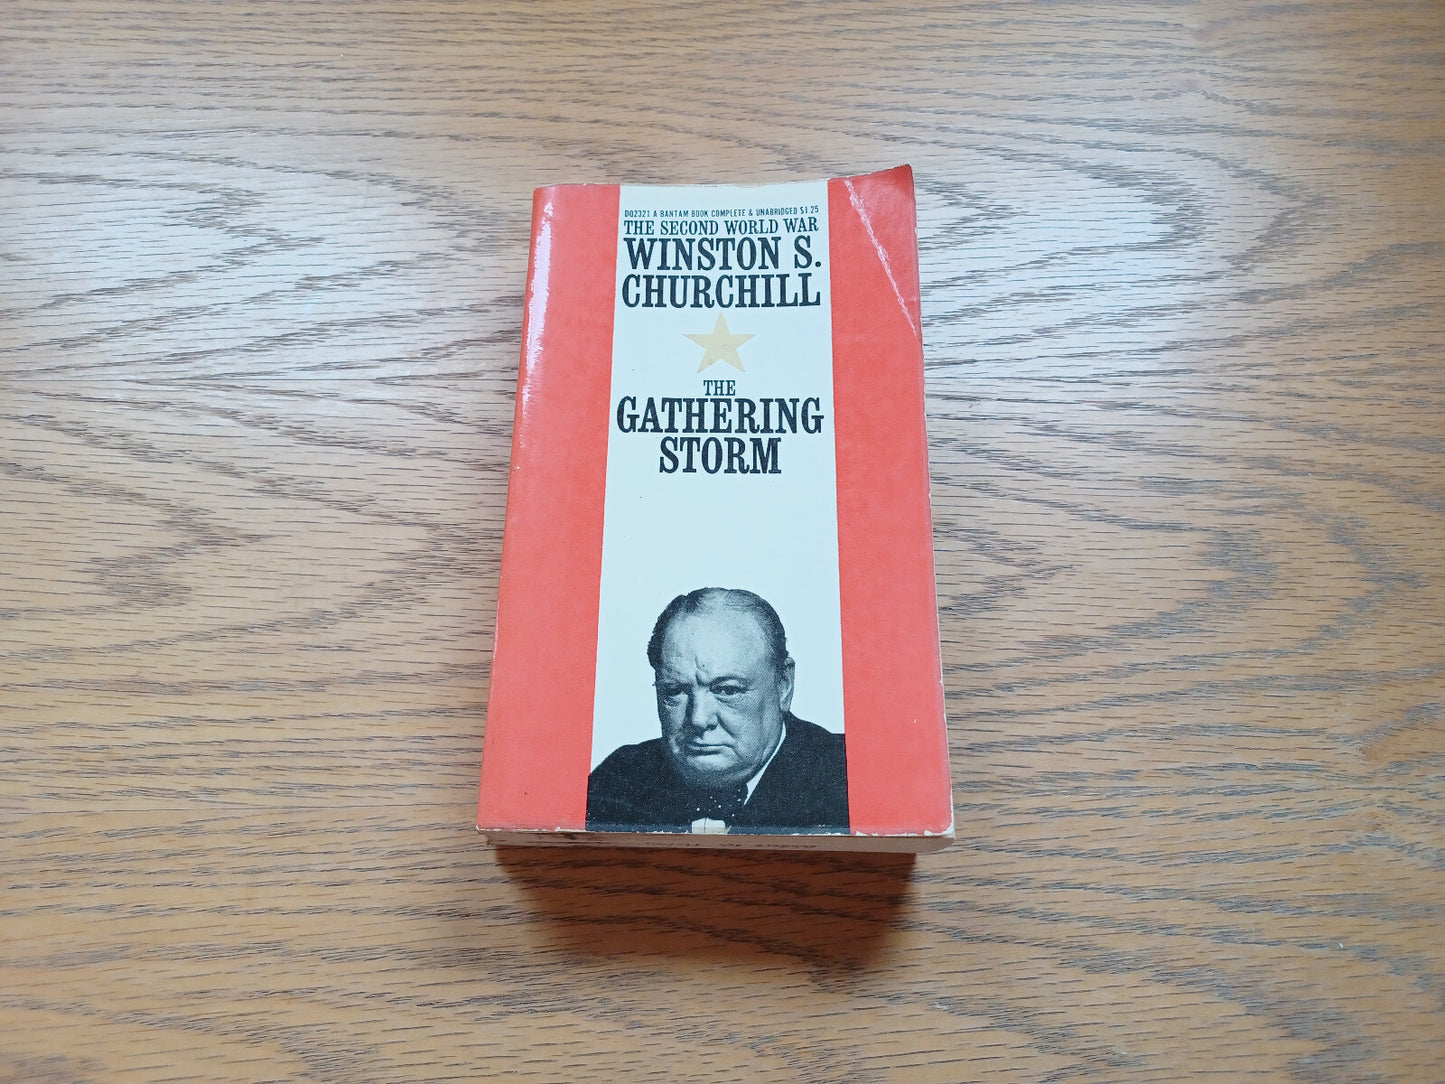 DQ2321 A BANTAM BOOK COMPLETE & UNABRIDGED $1.25
THE SECOND WORLD WAR
WINSTON S.
CHURCHILL
THE
GATHERING
STORM